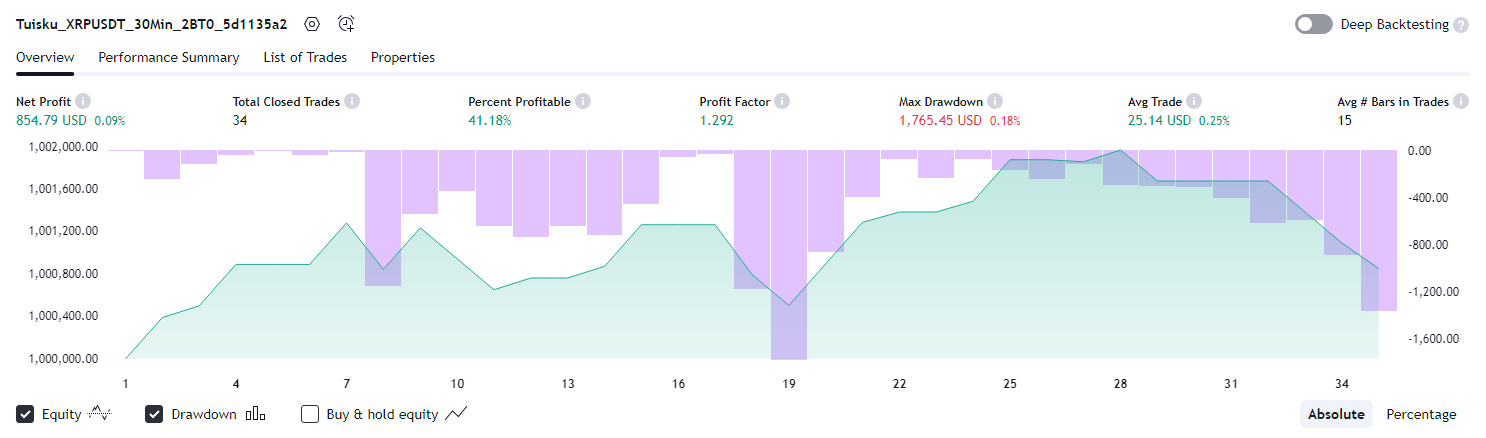 Tuisku_XRPUSDT_30Min_2BT0_5d1135a2 Deep Backtesting ?
Overview Performance Summary List of Trades Properties
Net Profit i Total Closed Trades i Percent Profitable i Profit Factor i Max Drawdown i Avg Trade i Avg # Bars in Trades i
854.79 USD 0.09% 34 41.18% 1.292 1,765.45 USD 0.18% 25.14 USD 0.25% 15
1,002,000.00 0.00
1,001,600.00 -400.00
1,001,200.00 -800.00
1,000,800.00 -1,200.00
1,000,400.00 -1,600.00
1,000,000.00
1 4 7 10 13 16 19 22 25 28 31 34
Equity Drawdown Buy & hold equity Absolute Percentage